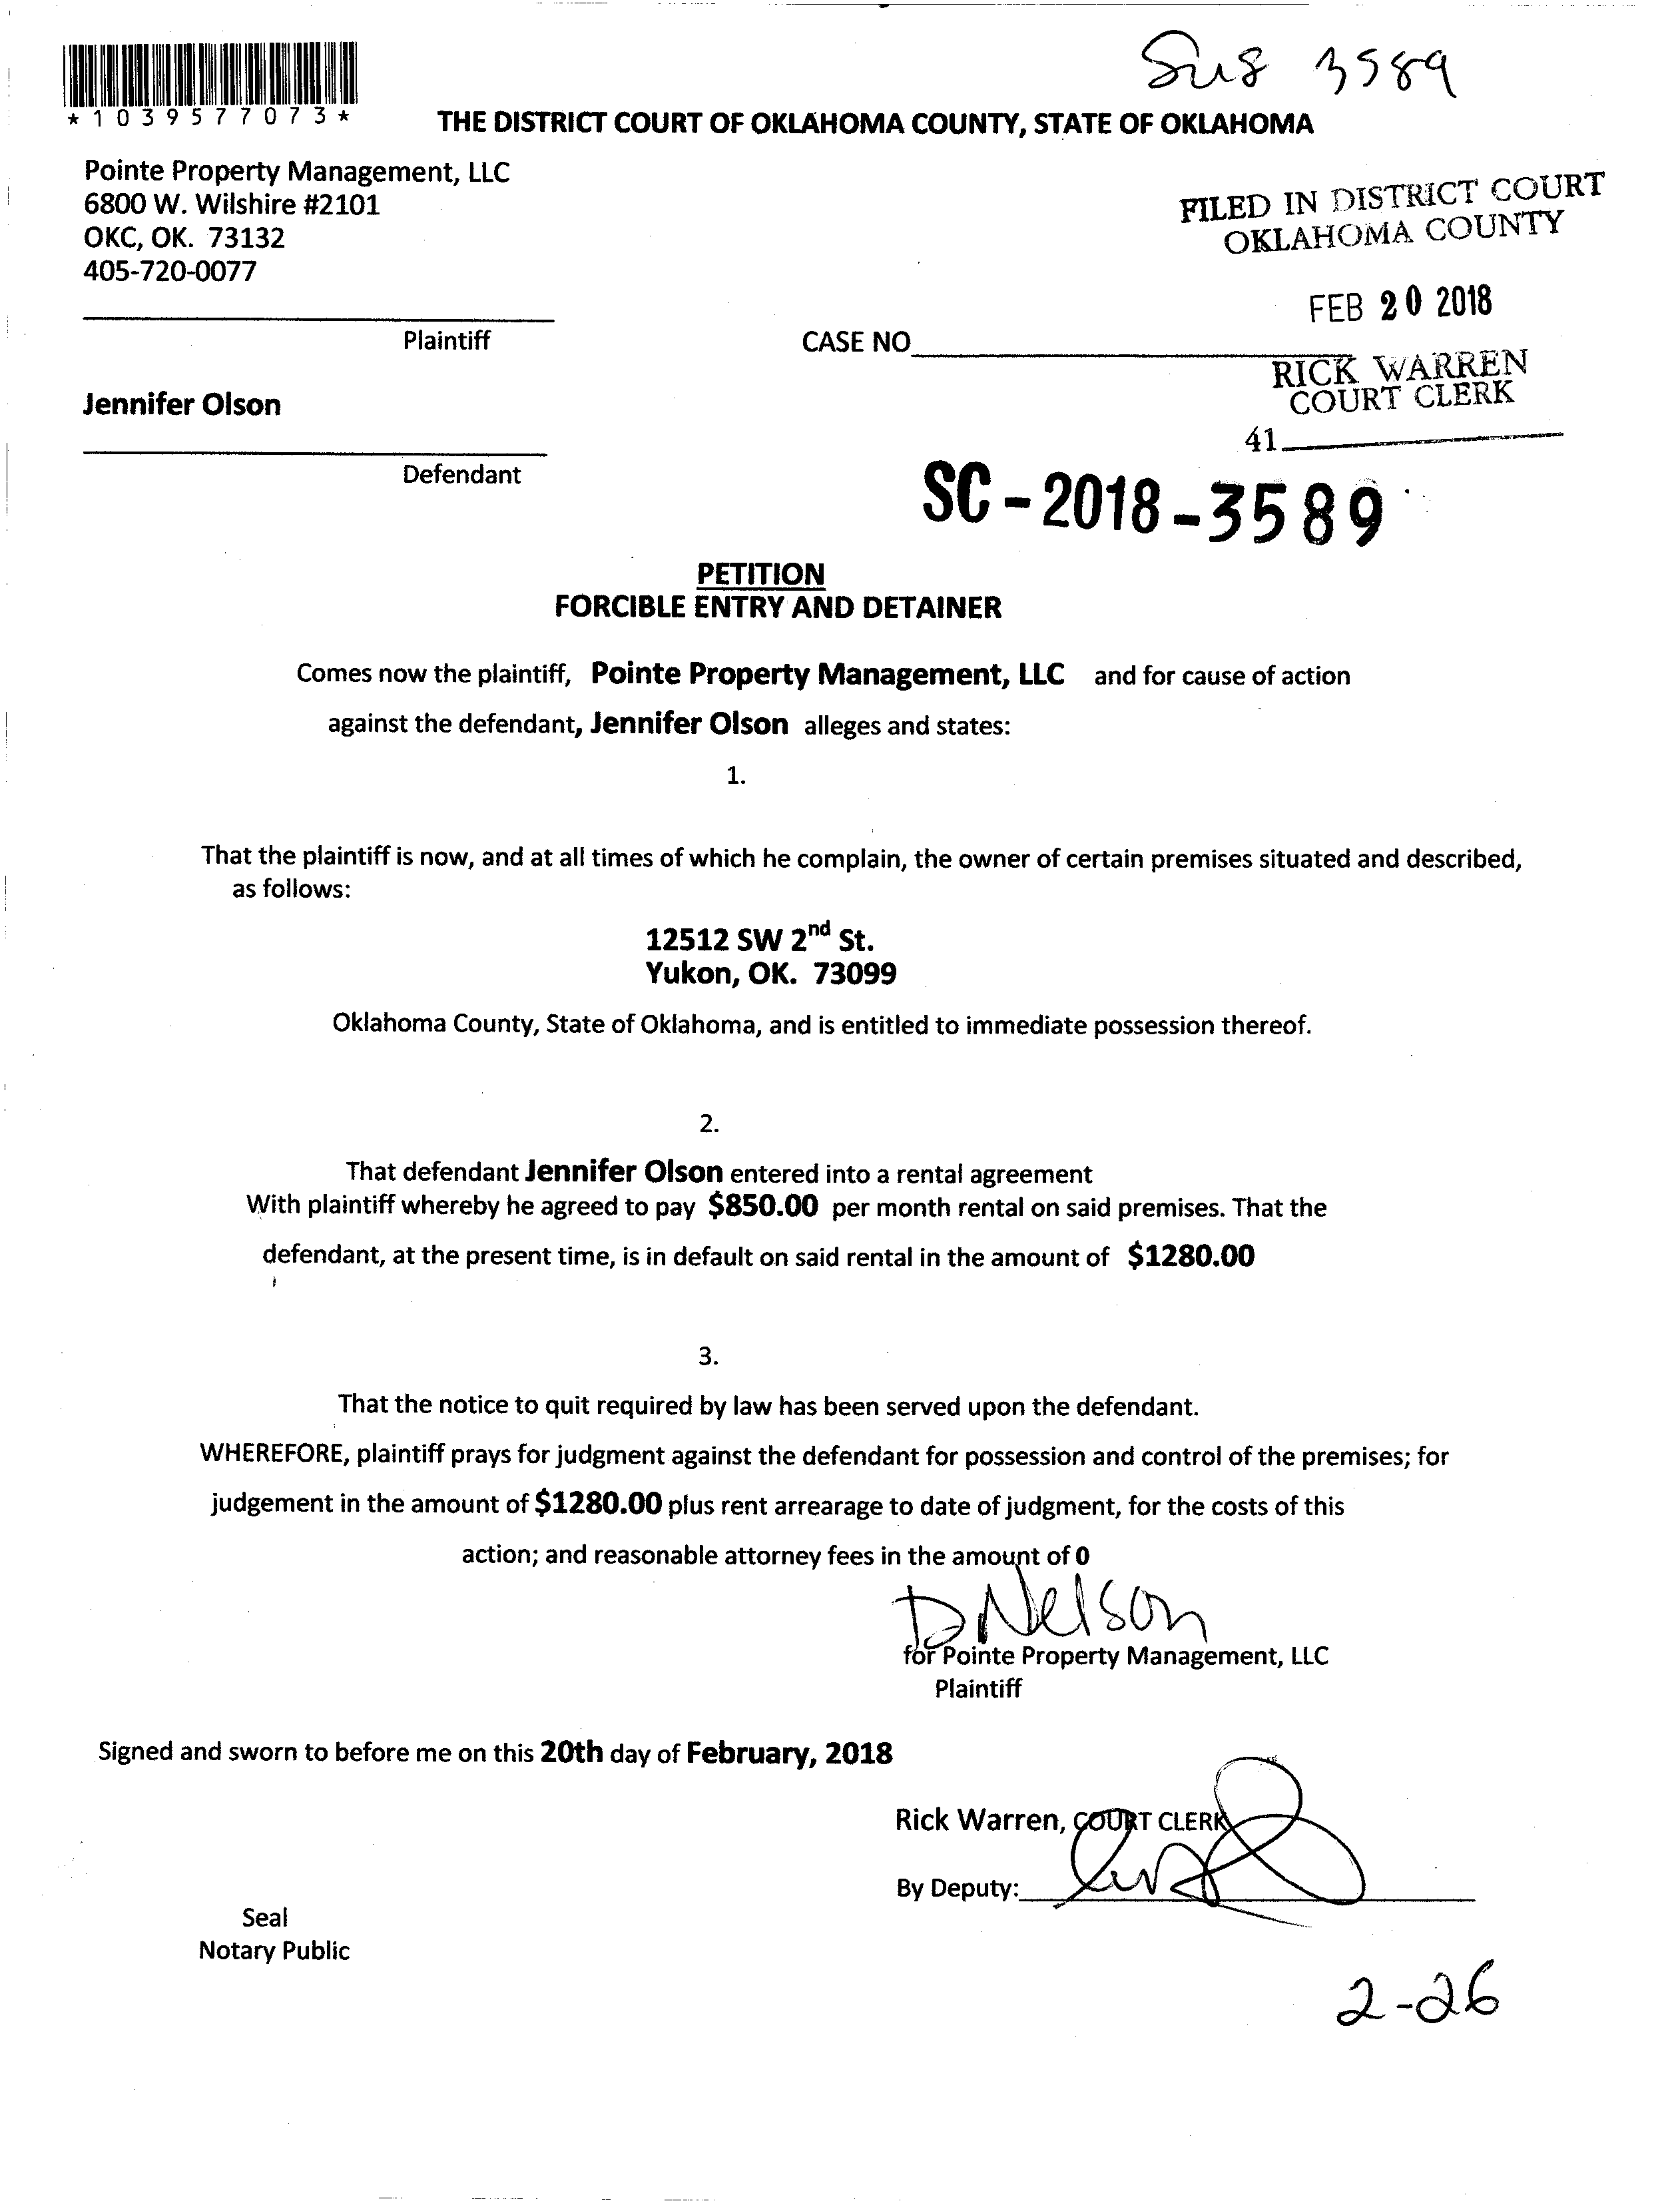 Sus 3589
*1039577073*
THE DISTRICT COURT OF OKLAHOMA COUNTY, STATE OF OKLAHOMA
Pointe Property Management, LLC
6800 W. Wilshire #2101
OKC, OK. 73132
405-720-0077
FILED IN DISTRICT COURT
OKLAHOMA COUNTY
FEB 20 2018
Plaintiff
CASE NO
RICK WARREN
COURT CLERK
41
Jennifer Olson
Defendant
SC-2018-3589
PETITION
FORCIBLE ENTRY AND DETAINER
Comes now the plaintiff, Pointe Property Management, LLC and for cause of action
against the defendant, Jennifer Olson alleges and states:
1.
That the plaintiff is now, and at all times of which he complain, the owner of certain premises situated and described,
as follows:
12512 SW 2nd St.
Yukon, OK. 73099
Oklahoma County, State of Oklahoma, and is entitled to immediate possession thereof.
2.
That defendant Jennifer Olson entered into a rental agreement
With plaintiff whereby he agreed to pay $850.00 per month rental on said premises. That the
defendant, at the present time, is in default on said rental in the amount of $1280.00
3.
That the notice to quit required by law has been served upon the defendant.
WHEREFORE, plaintiff prays for judgment against the defendant for possession and control of the premises; for
judgement in the amount of $1280.00 plus rent arrearage to date of judgment, for the costs of this
action; and reasonable attorney fees in the amount of 0
D Nelson
for Pointe Property Management, LLC
Plaintiff
Signed and sworn to before me on this 20th day of February, 2018
Rick Warren, COURT CLERK
By Deputy:
Seal
Notary Public
2-26